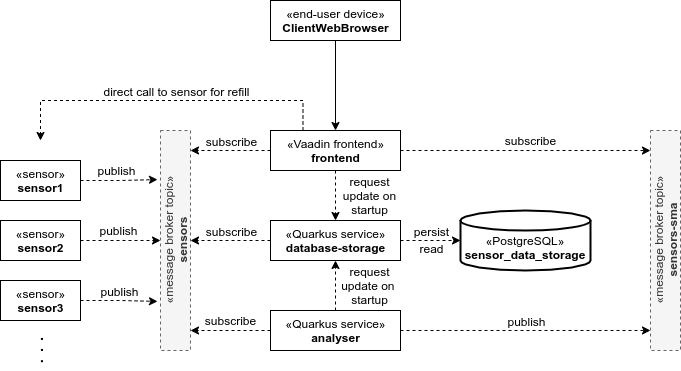 «end-user device»
ClientWebBrowser
direct call to sensor for refill
subscribe
«Vaadin frontend»
frontend
subscribe
«sensor»
sensor1
publish
request
update on
startup
«message broker topic»
sensors
«message broker topic»
sensors-sma
«sensor»
sensor2
publish
subscribe
«Quarkus service»
database-storage
persist
read
«PostgreSQL»
sensor_data_storage
request
update on
startup
«sensor»
sensor3
publish
subscribe
«Quarkus service»
analyser
publish